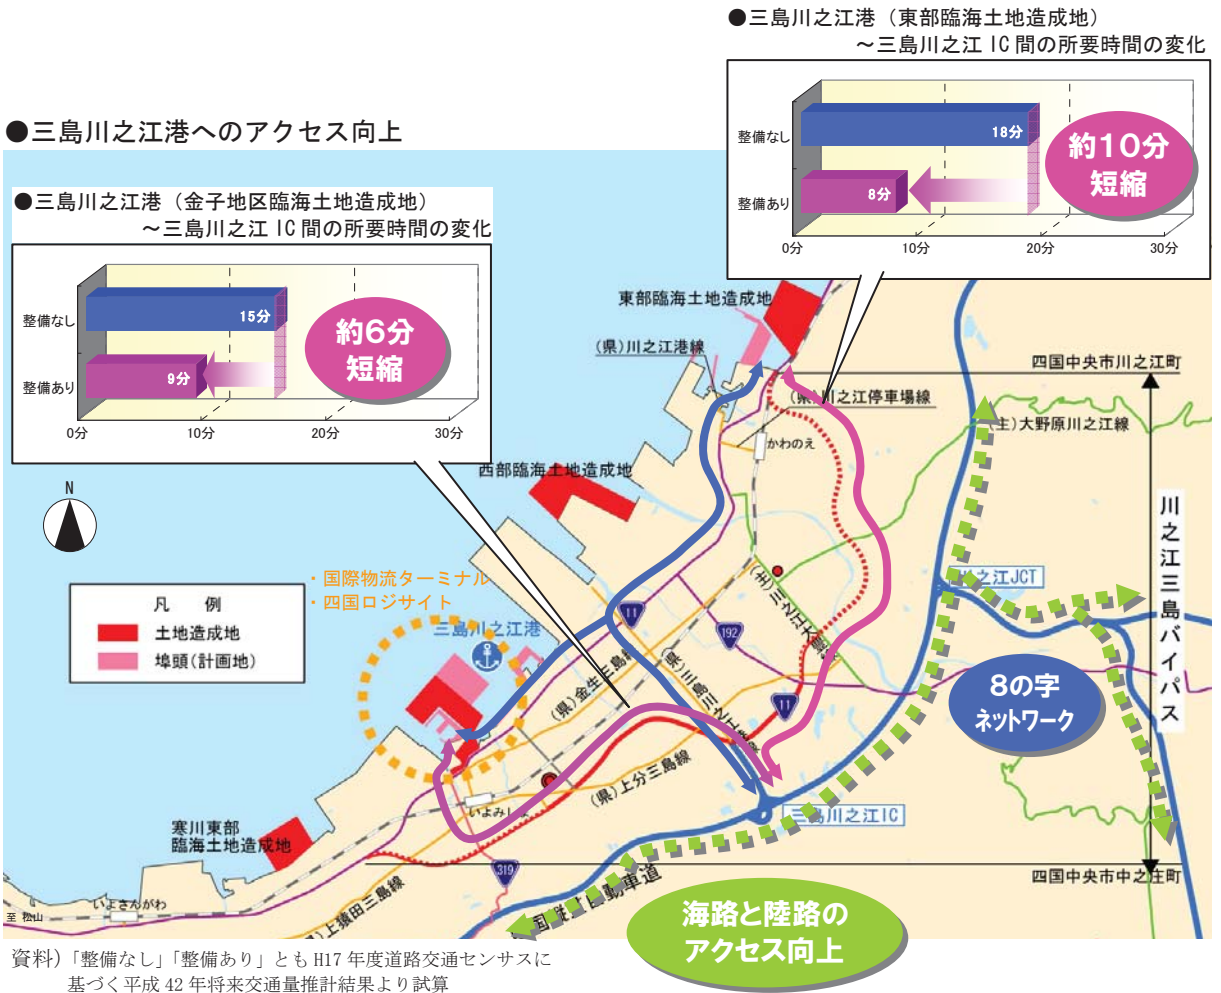 ●三島川之江港（東部臨海土地造成地）
～三島川之江 IC 間の所要時間の変化
整備なし
18分
整備あり
8分
約10分
短縮
0分
10分
20分
30分
●三島川之江港へのアクセス向上
●三島川之江港（金子地区臨海土地造成地）
～三島川之江 IC 間の所要時間の変化
整備なし
15分
整備あり
9分
約6分
短縮
0分
10分
20分
30分
東部臨海土地造成地
(県)川之江港線
四国中央市川之江町
(県)川之江停車場線
(主)大野原川之江線
かわのえ
西部臨海土地造成地
N
川之江三島バイパス
・国際物流ターミナル
・四国ロジサイト
凡　例
土地造成地
埠頭(計画地)
三島川之江港
11
192
11
319
(県)金生三島線
(県)上分三島線
川之江JCT
8の字
ネットワーク
いよみしま
三島川之江IC
寒川東部
臨海土地造成地
いよさんがわ
至 松山
(県)上猿田三島線
四国中央市中之庄町
海路と陸路の
アクセス向上
資料）「整備なし」「整備あり」とも H17 年度道路交通センサスに
基づく平成 42 年将来交通量推計結果より試算